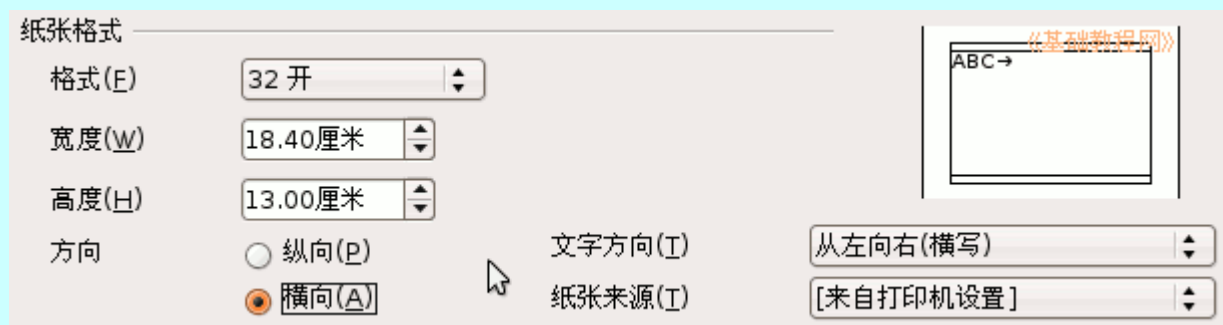 纸张格式
《基础教程网》
ABC→
格式(F) 32 开
宽度(W) 18.40厘米
高度(H) 13.00厘米
方向 纵向(P) 文字方向(T) 从左向右(横写)
横向(A) 纸张来源(T) [来自打印机设置]